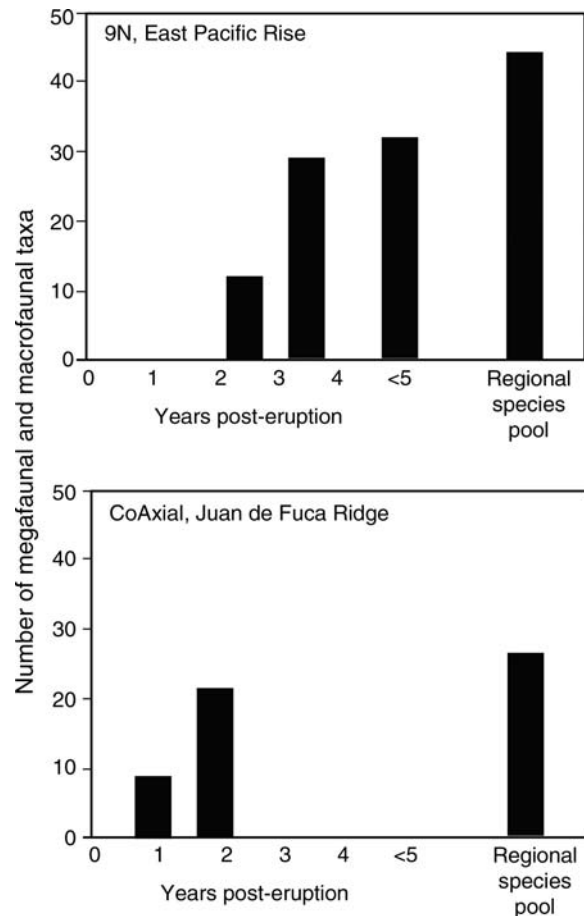 Number of megafaunal and macrofaunal taxa
9N, East Pacific Rise
50
40
30
20
10
0
0 1 2 3 4 <5 Regional
species
pool
Years post-eruption
CoAxial, Juan de Fuca Ridge
50
40
30
20
10
0
0 1 2 3 4 <5 Regional
species
pool
Years post-eruption